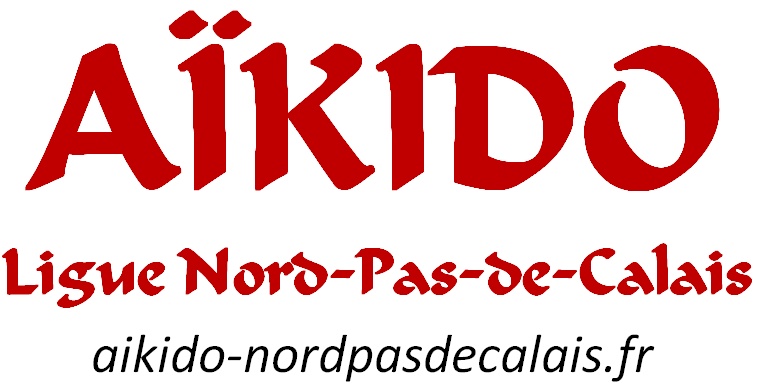 AÏKIDO
Ligue Nord-Pas-de-Calais
aikido-nordpasdecalais.fr